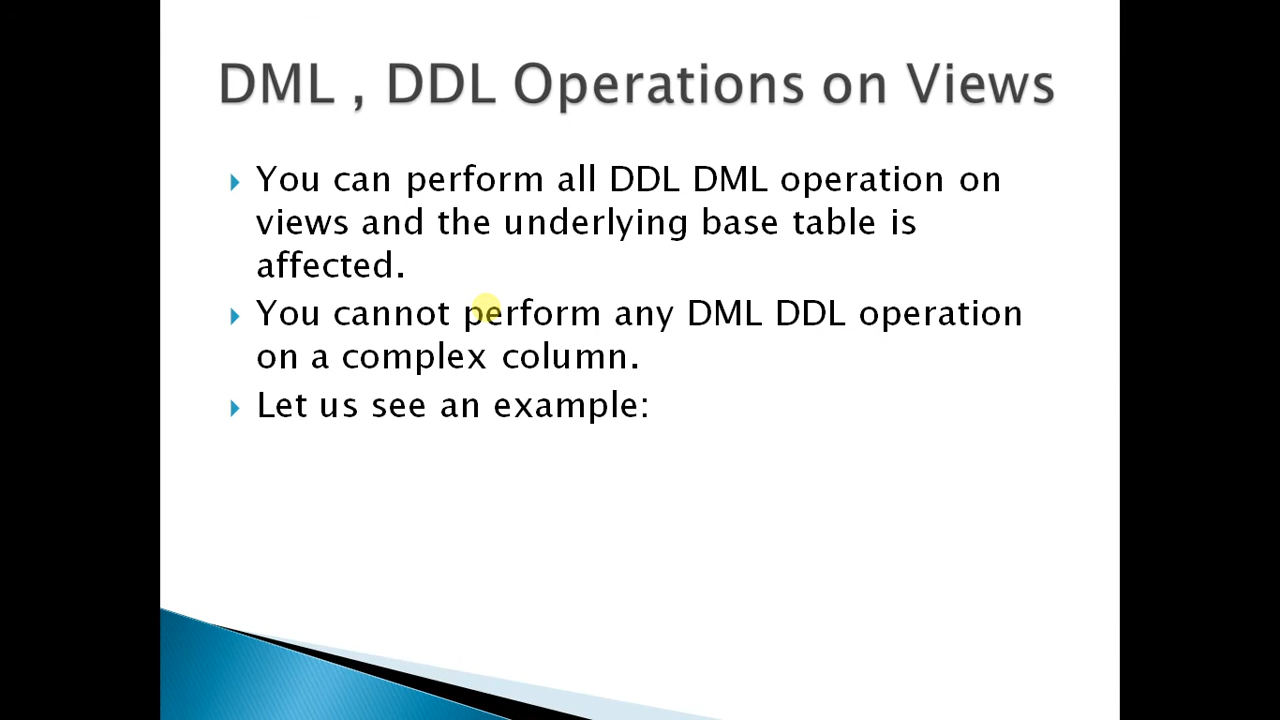 DML , DDL Operations on Views
You can perform all DDL DML operation on
views and the underlying base table is
affected.
You cannot perform any DML DDL operation
on a complex column.
Let us see an example: